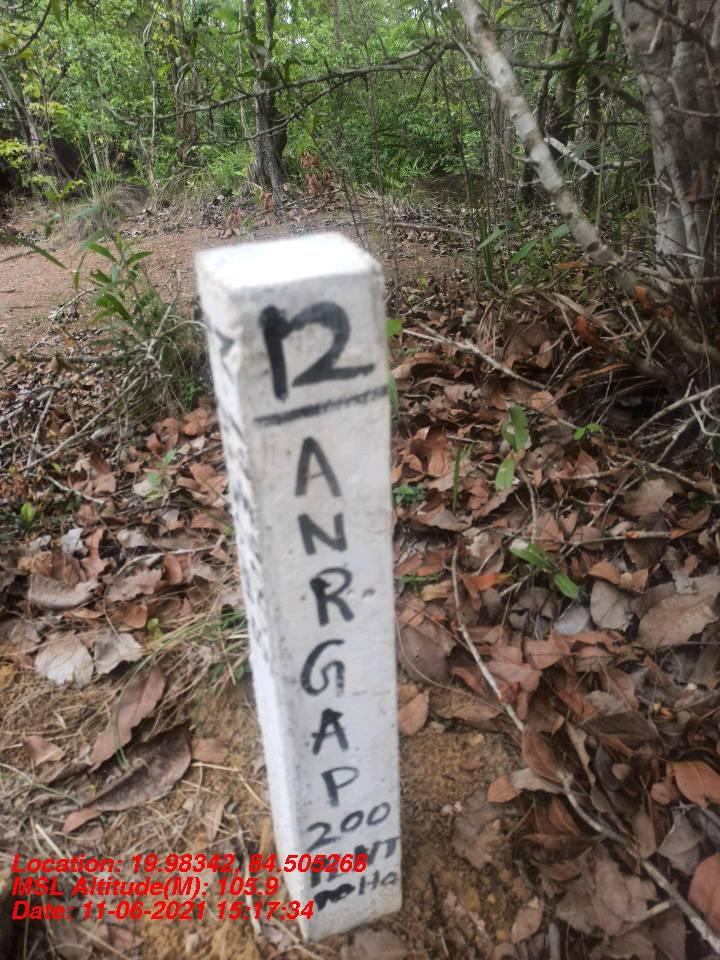 12
ANR
GAP
200
Location: 19.98342, 84.505268
MSL Altitude(M): 105.9
Date: 11-06-2021 15:17:34